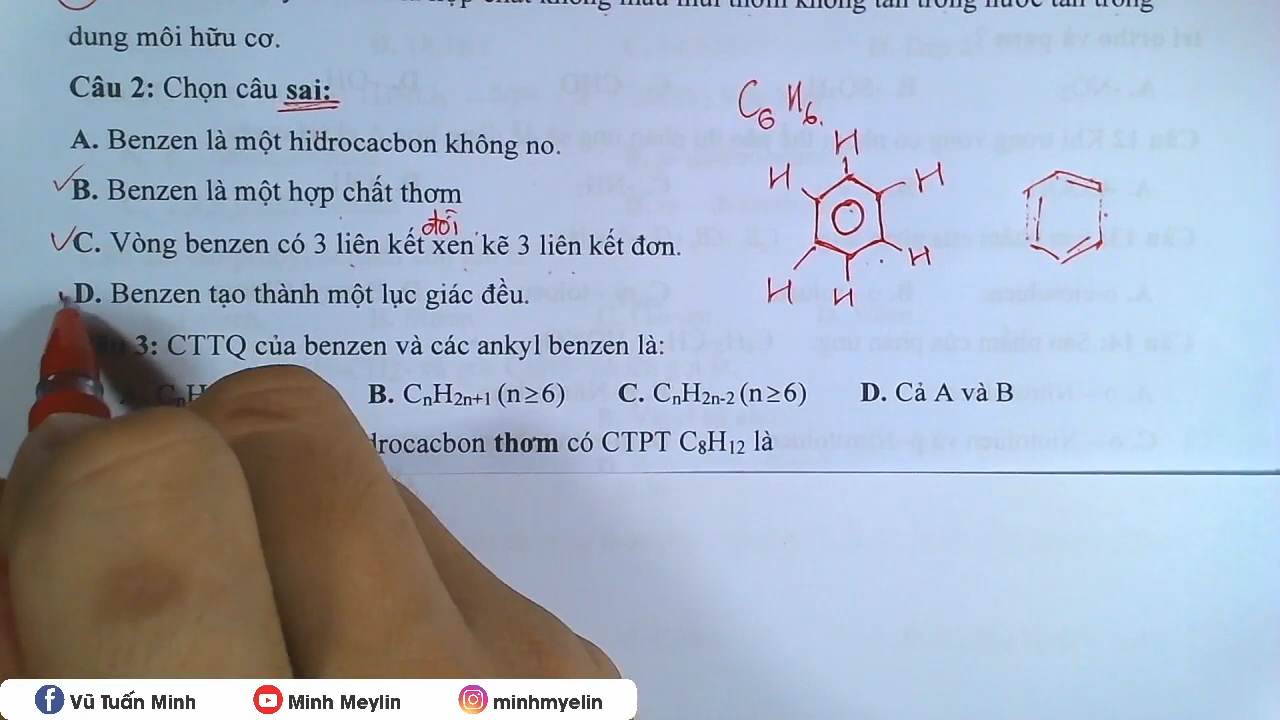 dung môi hữu cơ.
Câu 2: Chọn câu sai:
A. Benzen là một hidrocacbon không no.
B. Benzen là một hợp chất thơm
đôi
C. Vòng benzen có 3 liên kết xen kẽ 3 liên kết đơn.
D. Benzen tạo thành một lục giác đều.
3: CTTQ của benzen và các ankyl benzen là:
B. CnH2n+1 (n≥6) C. CnH2n-2 (n≥6) D. Cả A và B
thơm có CTPT C8H12 là
C6H6.
H
H H
H
H H
Vũ Tuấn Minh Minh Meylin minhmyelin